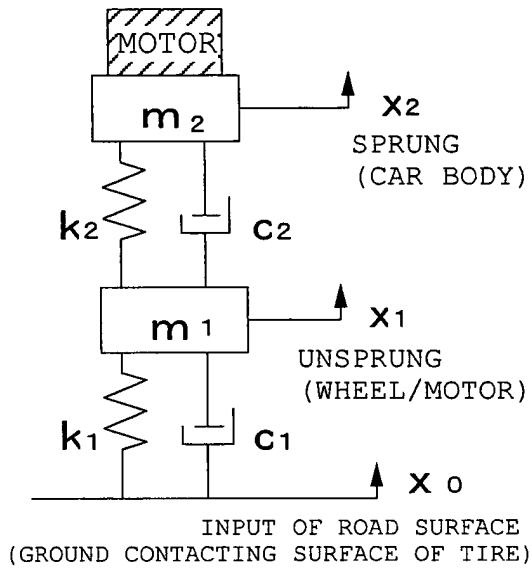 MOTOR
m2
x2
SPRUNG
(CAR BODY)
k2
c2
m1
x1
UNSPRUNG
(WHEEL/MOTOR)
k1
c1
x0
INPUT OF ROAD SURFACE
(GROUND CONTACTING SURFACE OF TIRE)